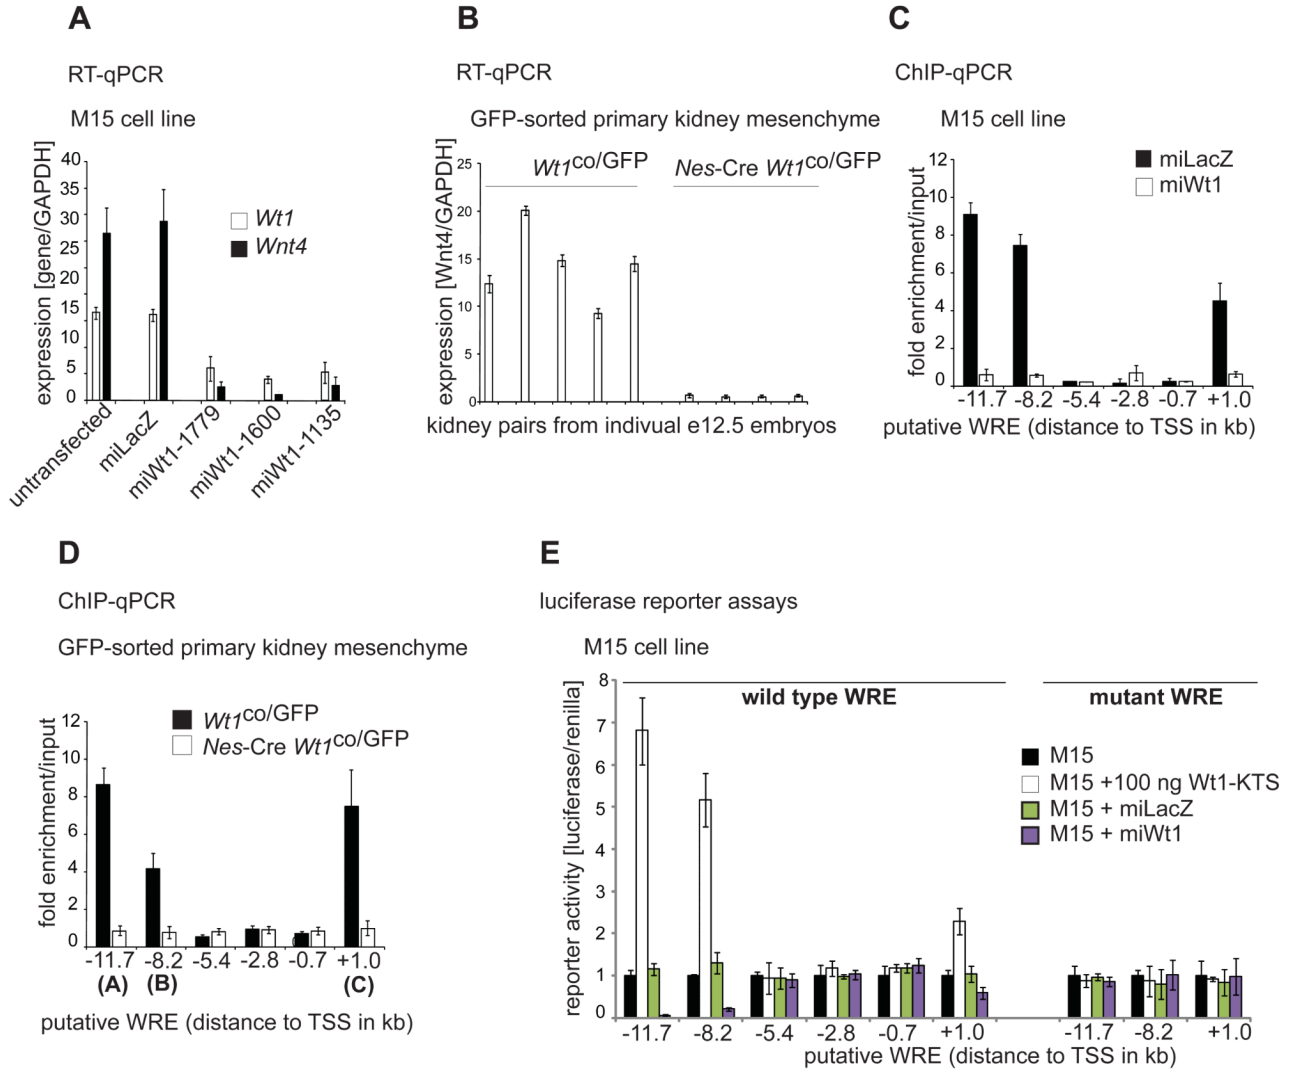 A
RT-qPCR
M15 cell line
expression [gene/GAPDH]
40
35
30
25
20
15
10
5
0
Wt1
Wnt4
untransfected
miLacZ
miWt1-1779
miWt1-1600
miWt1-1135
B
RT-qPCR
GFP-sorted primary kidney mesenchyme
Wt1co/GFP
Nes-Cre Wt1co/GFP
expression [Wnt4/GAPDH]
25
20
15
10
5
0
kidney pairs from indivual e12.5 embryos
C
ChIP-qPCR
M15 cell line
miLacZ
miWt1
fold enrichment/input
12
10
8
6
4
2
0
-11.7 -8.2 -5.4 -2.8 -0.7 +1.0
putative WRE (distance to TSS in kb)
D
ChIP-qPCR
GFP-sorted primary kidney mesenchyme
Wt1co/GFP
Nes-Cre Wt1co/GFP
fold enrichment/input
12
10
8
6
4
2
0
-11.7 -8.2 -5.4 -2.8 -0.7 +1.0
(A) (B) (C)
putative WRE (distance to TSS in kb)
E
luciferase reporter assays
M15 cell line
wild type WRE
mutant WRE
M15
M15 +100 ng Wt1-KTS
M15 + miLacZ
M15 + miWt1
reporter activity [luciferase/renilla]
8
7
6
5
4
3
2
1
0
-11.7 -8.2 -5.4 -2.8 -0.7 +1.0 -11.7 -8.2 +1.0
putative WRE (distance to TSS in kb)